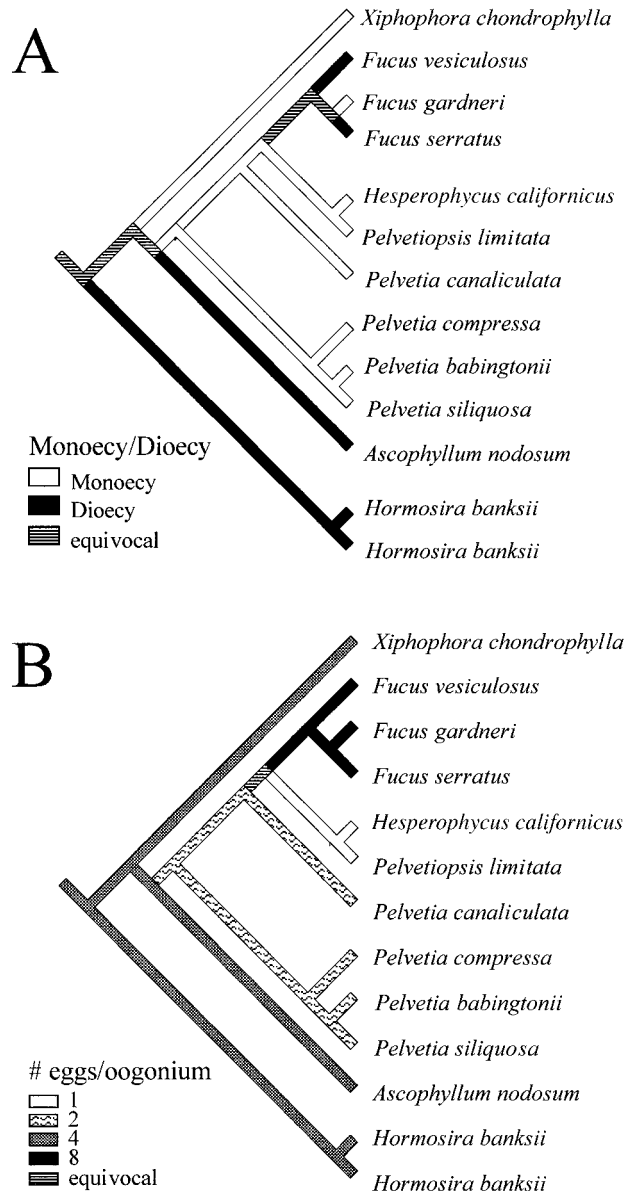 A
Xiphophora chondrophylla
Fucus vesiculosus
Fucus gardneri
Fucus serratus
Hesperophycus californicus
Pelvetiopsis limitata
Pelvetia canaliculata
Pelvetia compressa
Pelvetia babingtonii
Pelvetia siliquosa
Ascophyllum nodosum
Hormosira banksii
Hormosira banksii
Monoecy/Dioecy
Monoecy
Dioecy
equivocal
B
Xiphophora chondrophylla
Fucus vesiculosus
Fucus gardneri
Fucus serratus
Hesperophycus californicus
Pelvetiopsis limitata
Pelvetia canaliculata
Pelvetia compressa
Pelvetia babingtonii
Pelvetia siliquosa
Ascophyllum nodosum
Hormosira banksii
Hormosira banksii
# eggs/oogonium
1
2
4
8
equivocal